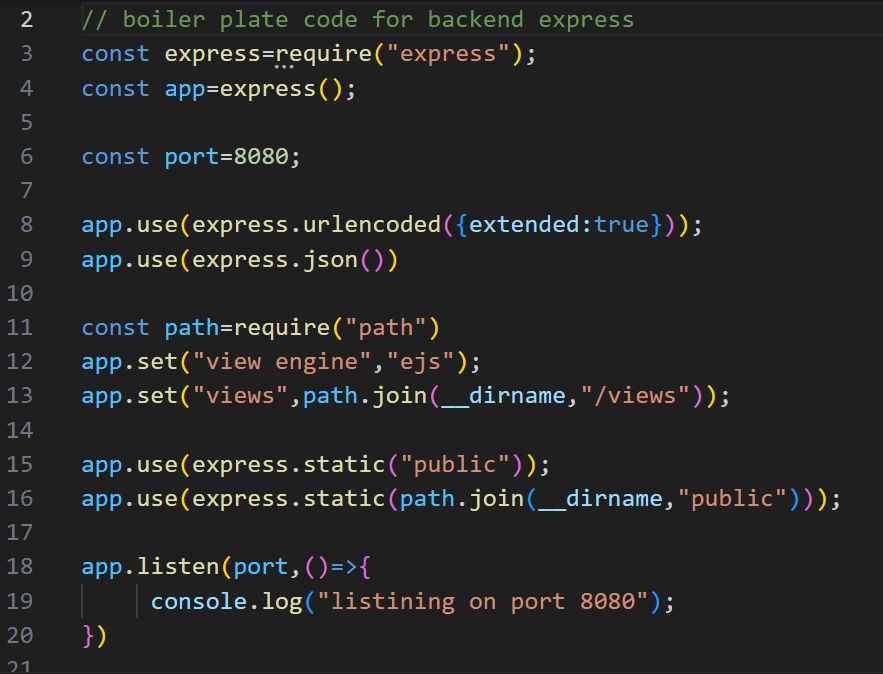 2 // boiler plate code for backend express
3 const express=require("express");
4 const app=express();
5
6 const port=8080;
7
8 app.use(express.urlencoded({extended:true}));
9 app.use(express.json())
10
11 const path=require("path")
12 app.set("view engine","ejs");
13 app.set("views",path.join(__dirname,"/views"));
14
15 app.use(express.static("public"));
16 app.use(express.static(path.join(__dirname,"public")));
17
18 app.listen(port,()=>{
19 console.log("listining on port 8080");
20 })
21